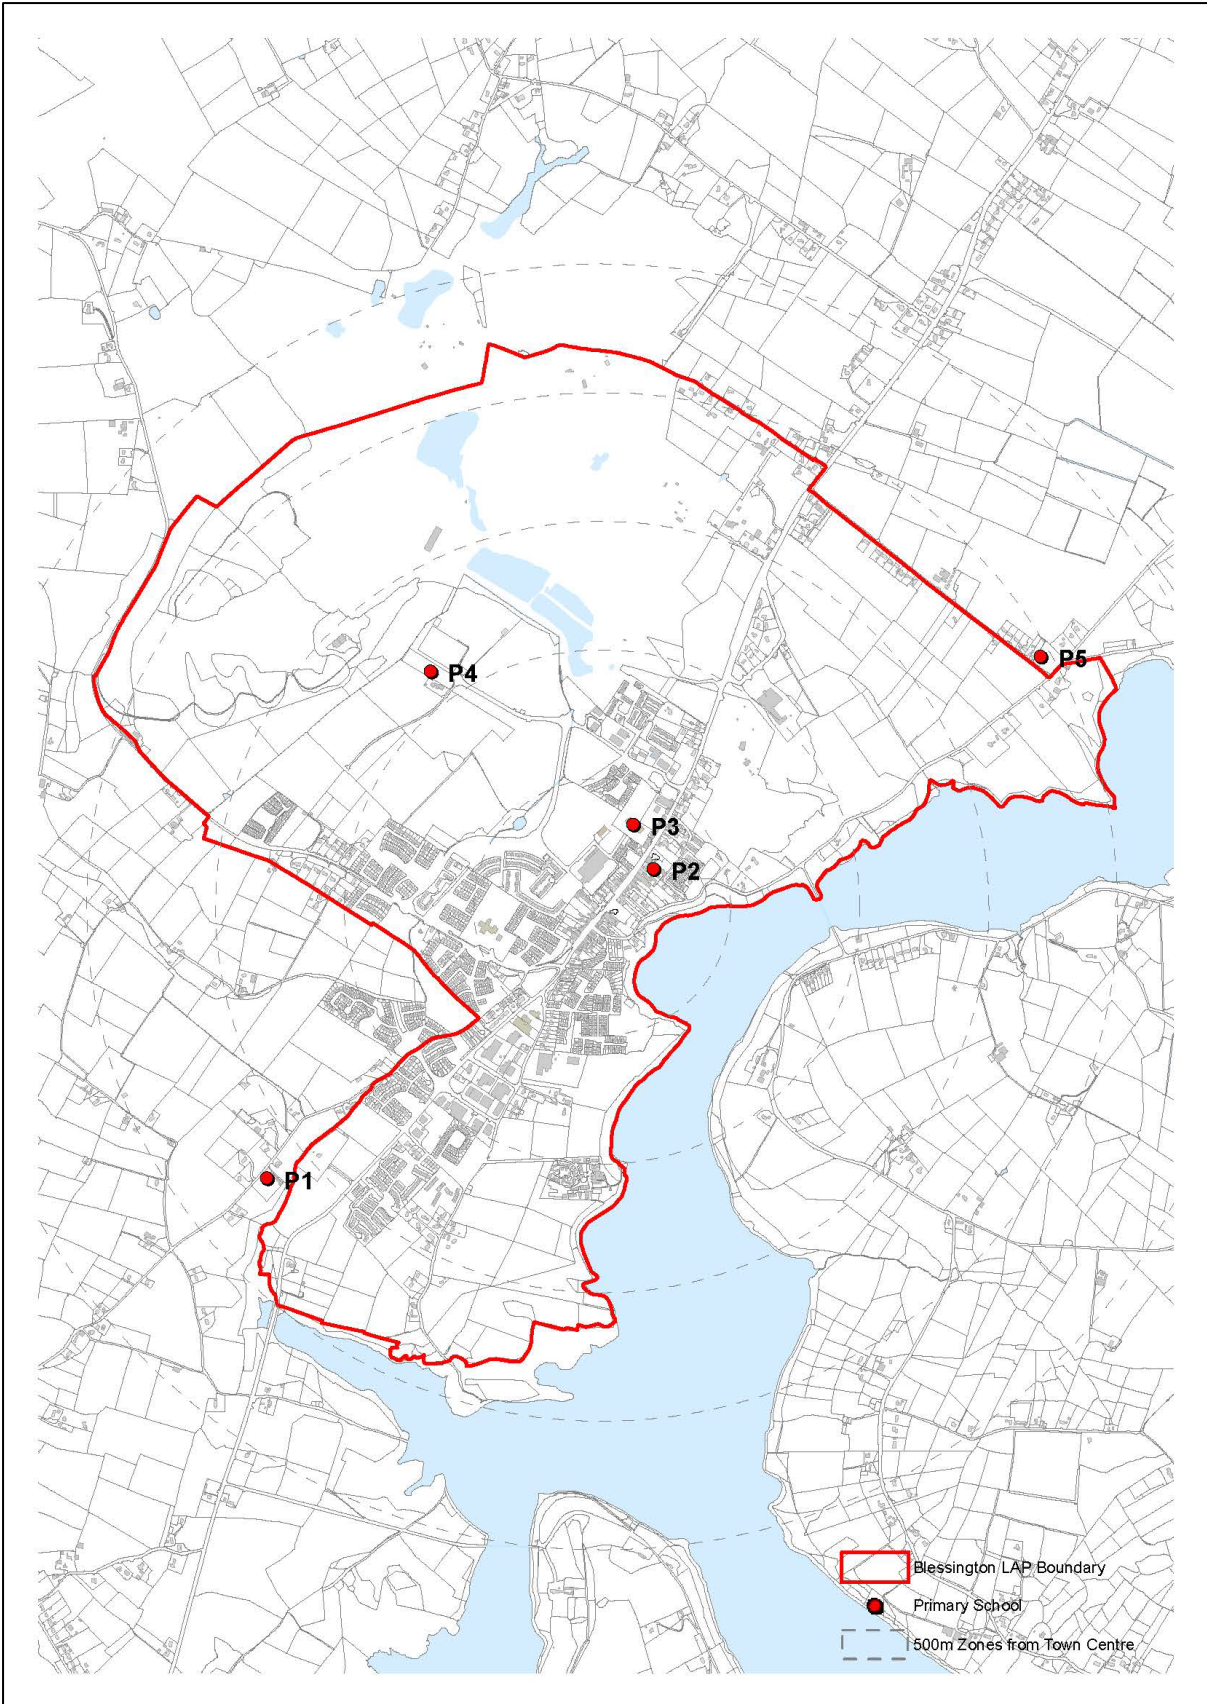 P5
P4
P3
P2
P1
Blessington LAP Boundary
Primary School
500m Zones from Town Centre